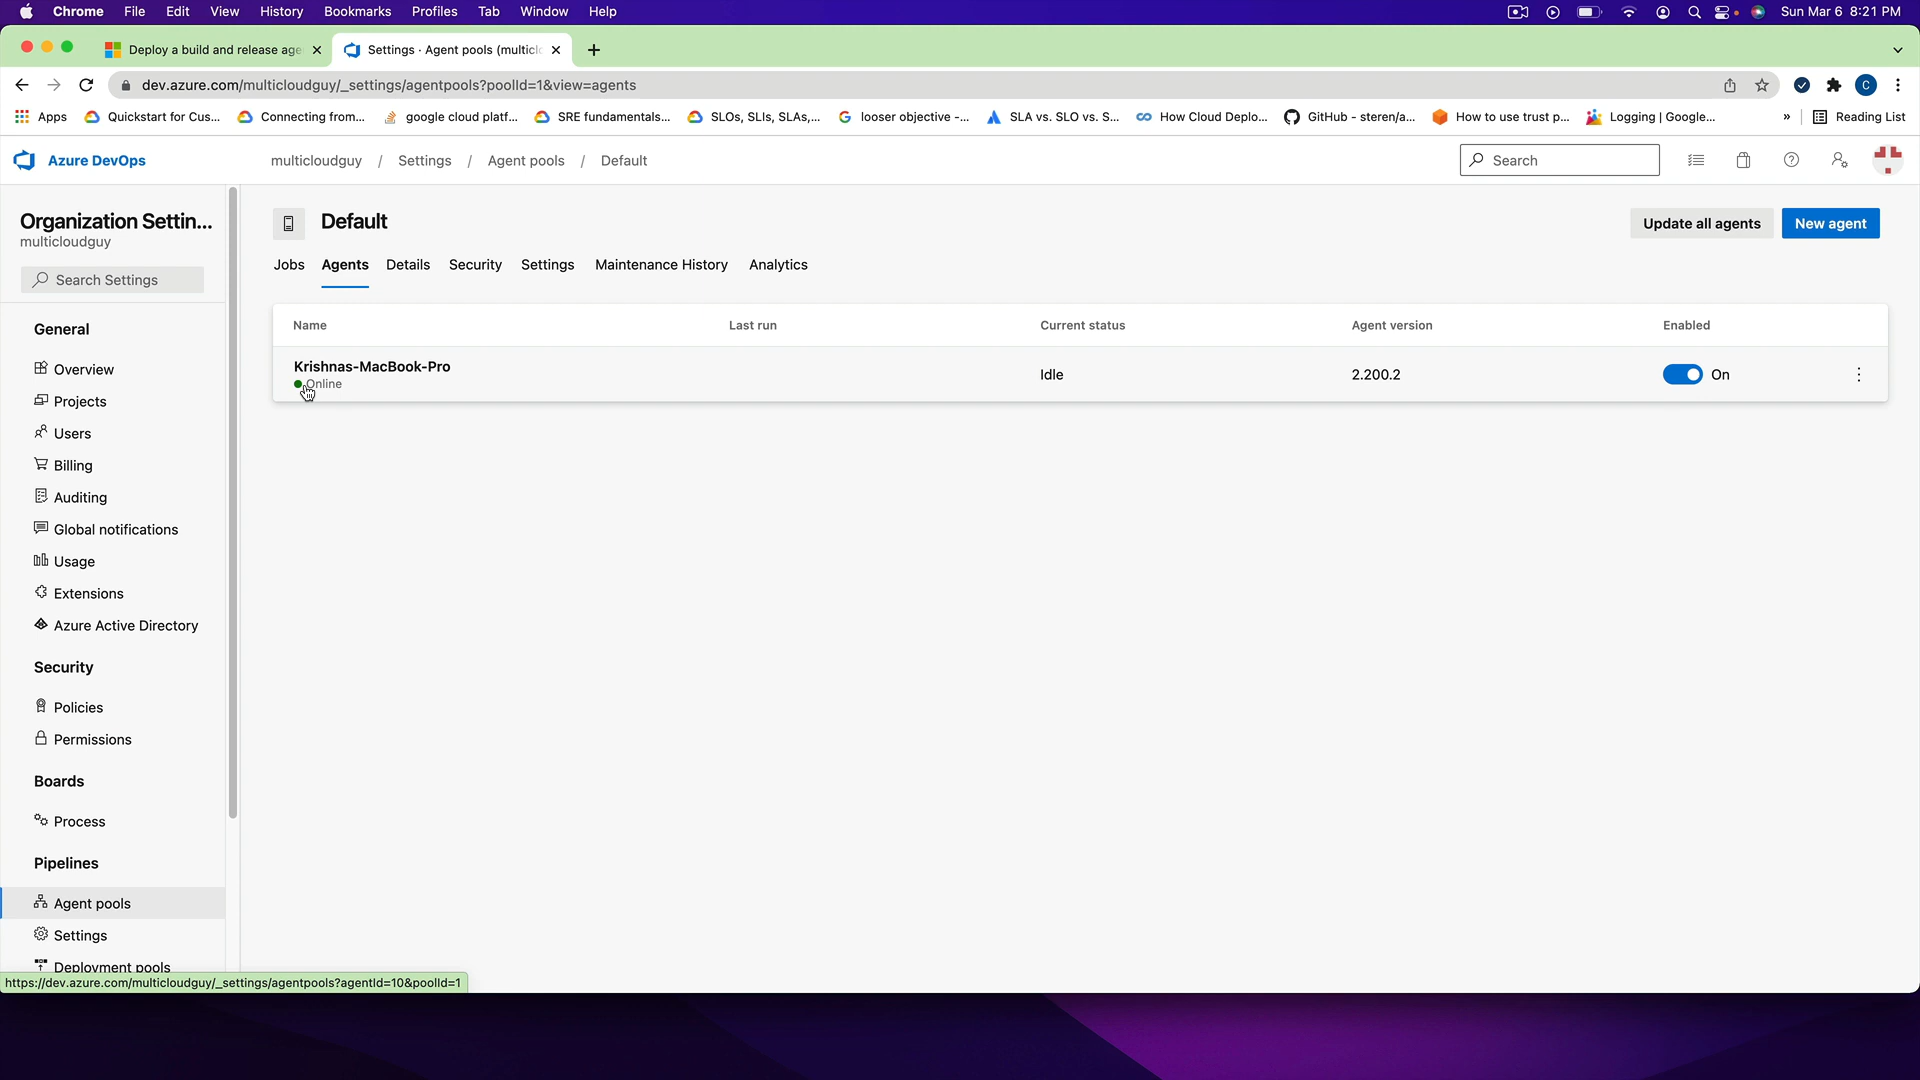 Chrome File Edit View History Bookmarks Profiles Tab Window Help Sun Mar 6 8:21 PM
Deploy a build and release age Settings · Agent pools (multiclo
dev.azure.com/multicloudguy/_settings/agentpools?poolId=1&view=agents C
Apps Quickstart for Cus... Connecting from... google cloud platf... SRE fundamentals... SLOs, SLIs, SLAs,... looser objective -... SLA vs. SLO vs. S... How Cloud Deplo... GitHub - steren/a... How to use trust p... Logging | Google... » Reading List
Azure DevOps multicloudguy / Settings / Agent pools / Default Search
Organization Settin...
multicloudguy
Search Settings
General
Overview
Projects
Users
Billing
Auditing
Global notifications
Usage
Extensions
Azure Active Directory
Security
Policies
Permissions
Boards
Process
Pipelines
Agent pools
Settings
Deployment pools
Default
Update all agents New agent
Jobs Agents Details Security Settings Maintenance History Analytics
Name Last run Current status Agent version Enabled
Krishnas-MacBook-Pro Idle 2.200.2 On
Online
https://dev.azure.com/multicloudguy/_settings/agentpools?agentId=10&poolId=1